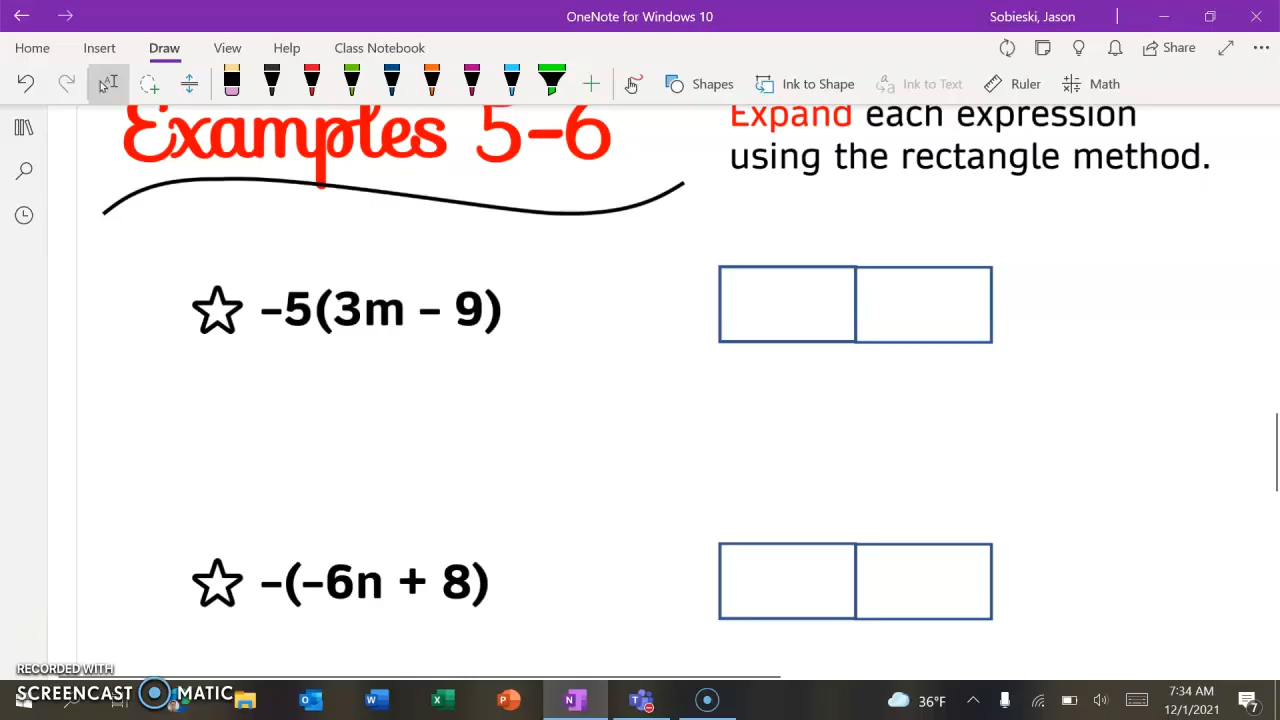 OneNote for Windows 10
Sobieski, Jason
Home Insert Draw View Help Class Notebook Share
Shapes Ink to Shape Ink to Text Ruler Math
Examples 5-6
Expand each expression
using the rectangle method.
-5(3m - 9)
-(-6n + 8)
RECORDED WITH
SCREENCAST MATIC
36°F
7:34 AM
12/1/2021
7